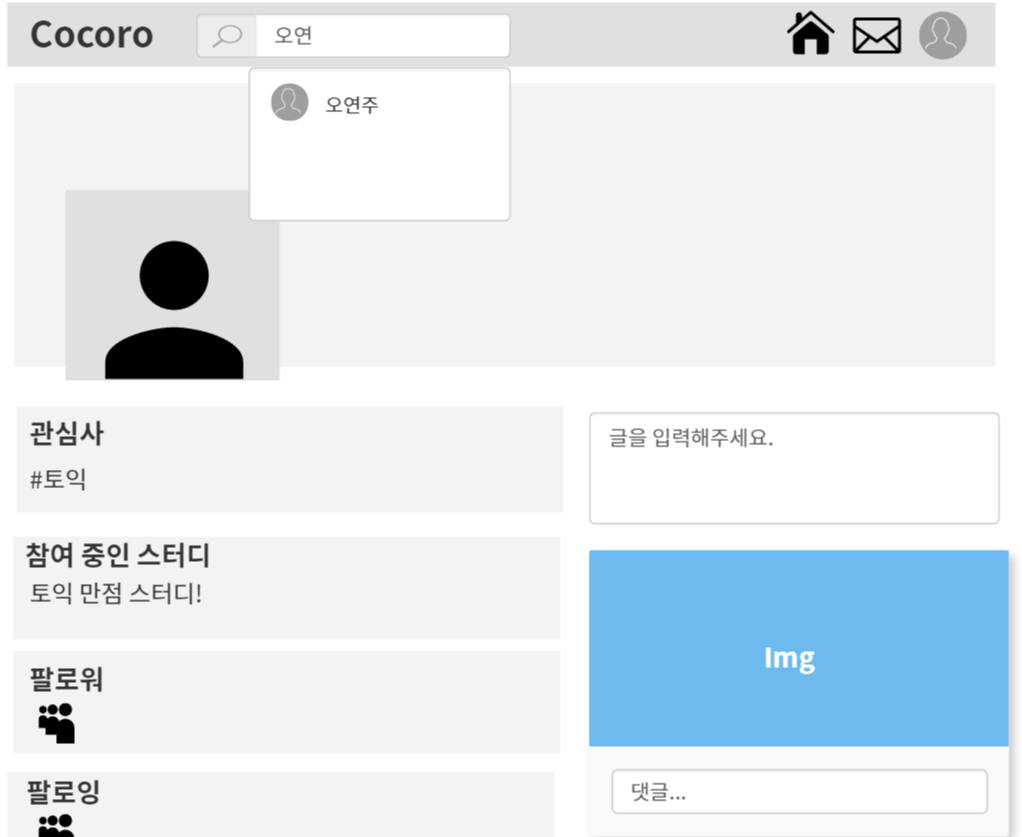 Cocoro
오연
오연주
관심사
#토익
참여 중인 스터디
토익 만점 스터디!
팔로워
팔로잉
글을 입력해주세요.
Img
댓글...